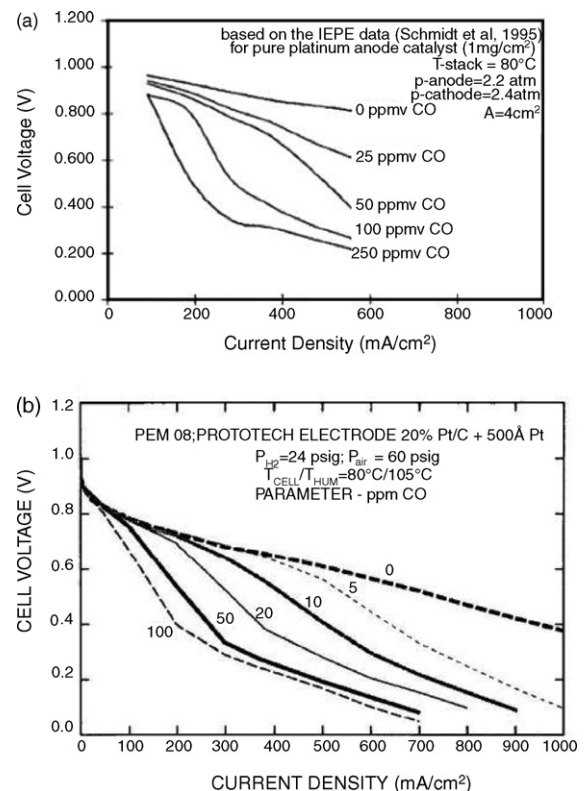 (a)
based on the IEPE data (Schmidt et al, 1995)
for pure platinum anode catalyst (1mg/cm²)
T-stack = 80°C
p-anode=2.2 atm
p-cathode=2.4atm
A=4cm²
0 ppmv CO
25 ppmv CO
50 ppmv CO
100 ppmv CO
250 ppmv CO
Cell Voltage (V)
1.000
1.000
0.800
0.600
0.400
0.200
0.000
0 200 400 600 800 1000
Current Density (mA/cm²)
(b)
PEM 08;PROTOTECH ELECTRODE 20% Pt/C + 500Å Pt
P H2=24 psig; P air = 60 psig
T CELL/T HUM=80°C/105°C
PARAMETER - ppm CO
0
5
10
20
50
100
CELL VOLTAGE (V)
1.2
1.0
0.8
0.6
0.4
0.2
0.0
0 100 200 300 400 500 600 700 800 900 1000
CURRENT DENSITY (mA/cm²)